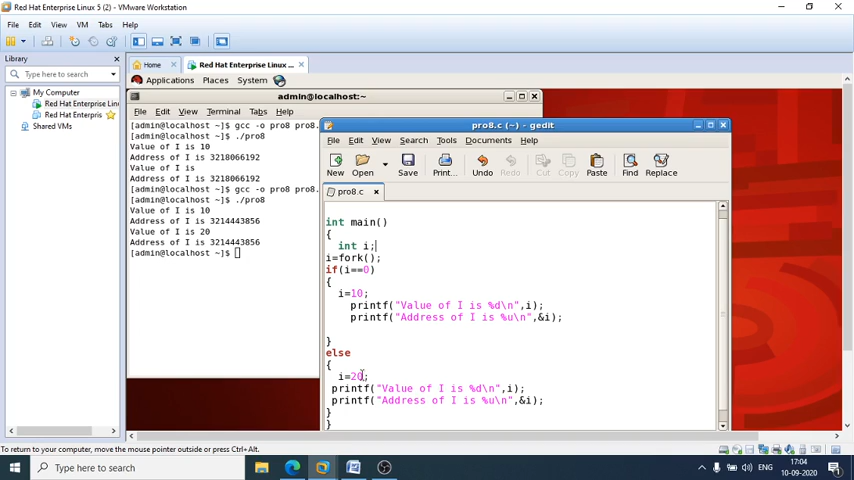 Red Hat Enterprise Linux 5 (2) - VMware Workstation
File Edit View VM Tabs Help
Library
Type here to search
My Computer
Red Hat Enterprise Lin
Red Hat Enterpris
Shared VMs
Home
Red Hat Enterprise Linux ...
Applications Places System
admin@localhost:~
File Edit View Terminal Tabs Help
[admin@localhost ~]$ gcc -o pro8 pro8.
[admin@localhost ~]$ ./pro8
Value of I is 10
Address of I is 3218066192
Value of I is
Address of I is 3218066192
[admin@localhost ~]$ gcc -o pro8 pro8.
[admin@localhost ~]$ ./pro8
Value of I is 10
Address of I is 3214443856
Value of I is 20
Address of I is 3214443856
[admin@localhost ~]$
pro8.c (~) - gedit
File Edit View Search Tools Documents Help
New Open Save Print... Undo Redo Cut Copy Paste Find Replace
pro8.c
int main()
{
int i;
i=fork();
if(i==0)
{
i=10;
printf("Value of I is %d\n",i);
printf("Address of I is %u\n",&i);
}
else
{
i=20;
printf("Value of I is %d\n",i);
printf("Address of I is %u\n",&i);
}
}
To return to your computer, move the mouse pointer outside or press Ctrl+Alt.
Type here to search
ENG
17:04
10-09-2020